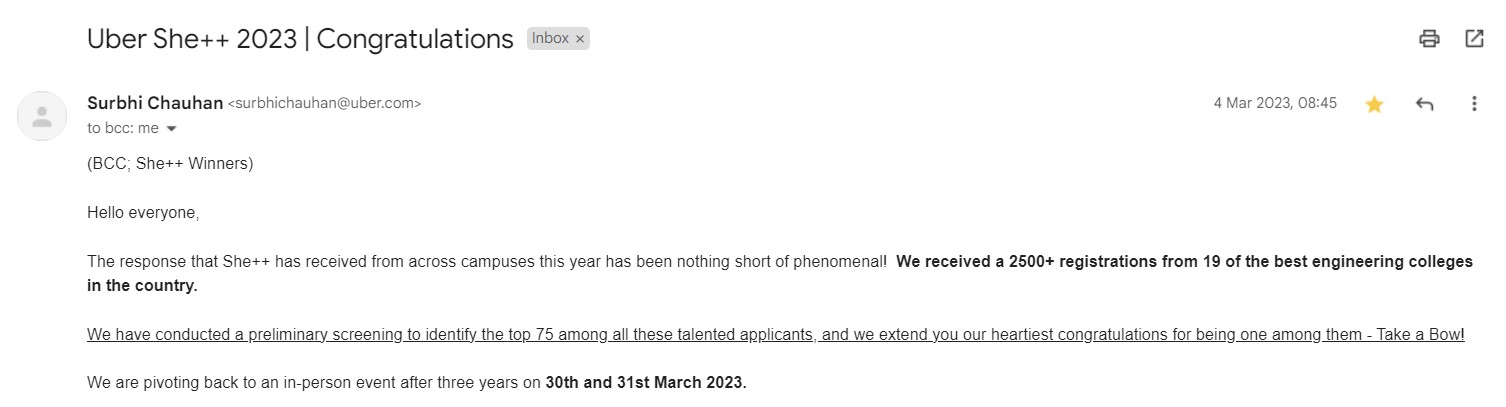 Uber She++ 2023 | Congratulations Inbox ×
Surbhi Chauhan <surbhichauhan@uber.com> 4 Mar 2023, 08:45
to bcc: me
(BCC; She++ Winners)
Hello everyone,
The response that She++ has received from across campuses this year has been nothing short of phenomenal!  We received a 2500+ registrations from 19 of the best engineering colleges
in the country.
We have conducted a preliminary screening to identify the top 75 among all these talented applicants, and we extend you our heartiest congratulations for being one among them - Take a Bow!
We are pivoting back to an in-person event after three years on 30th and 31st March 2023.